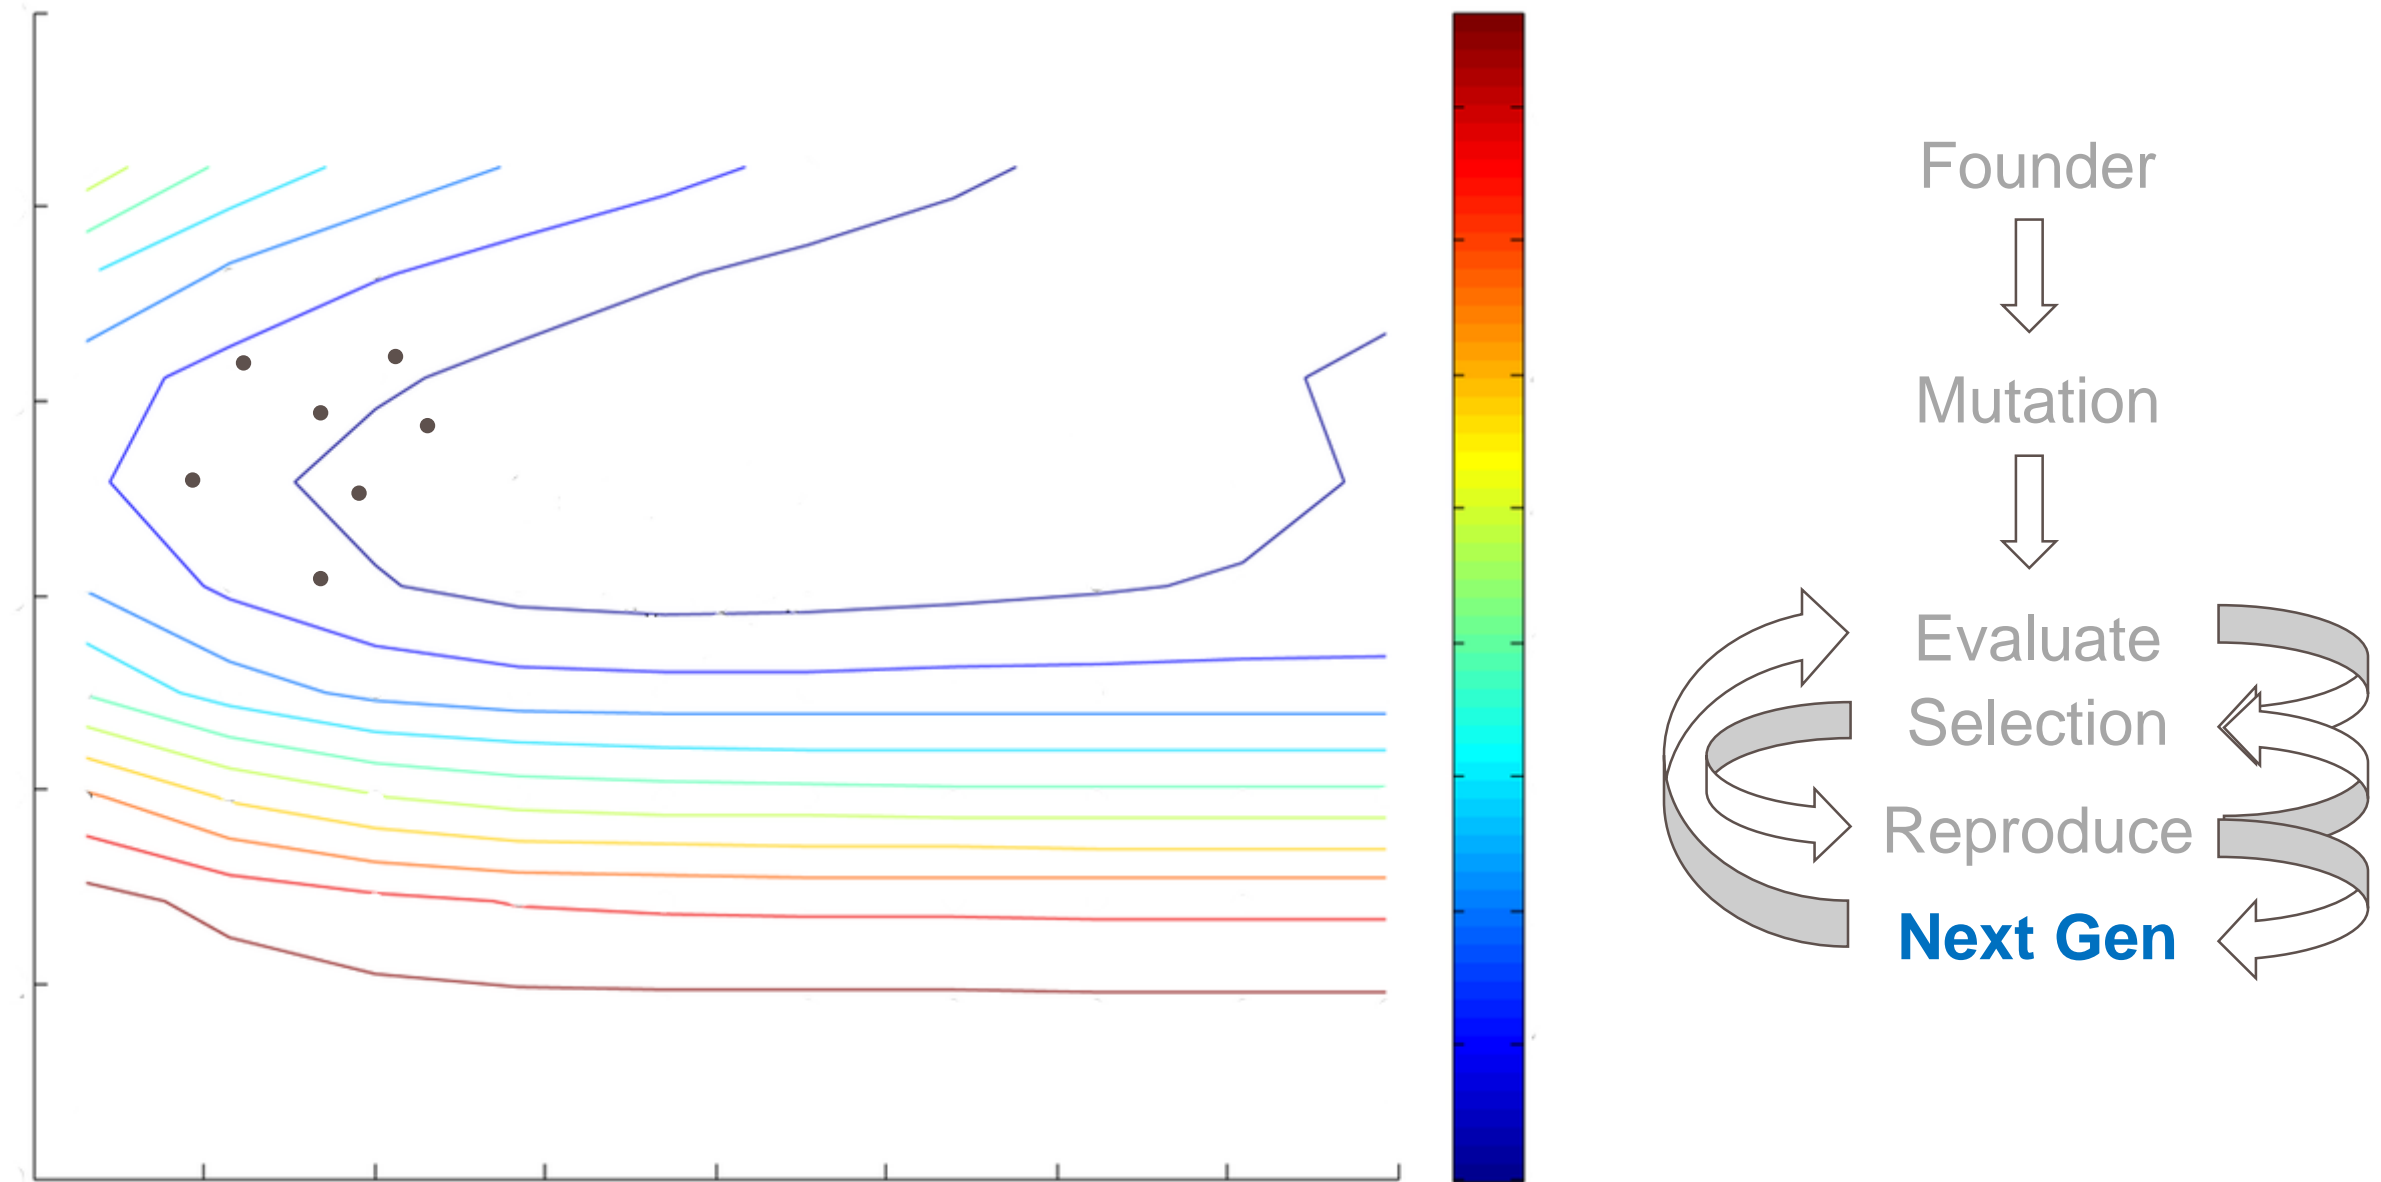 Founder
Mutation
Evaluate
Selection
Reproduce
Next Gen